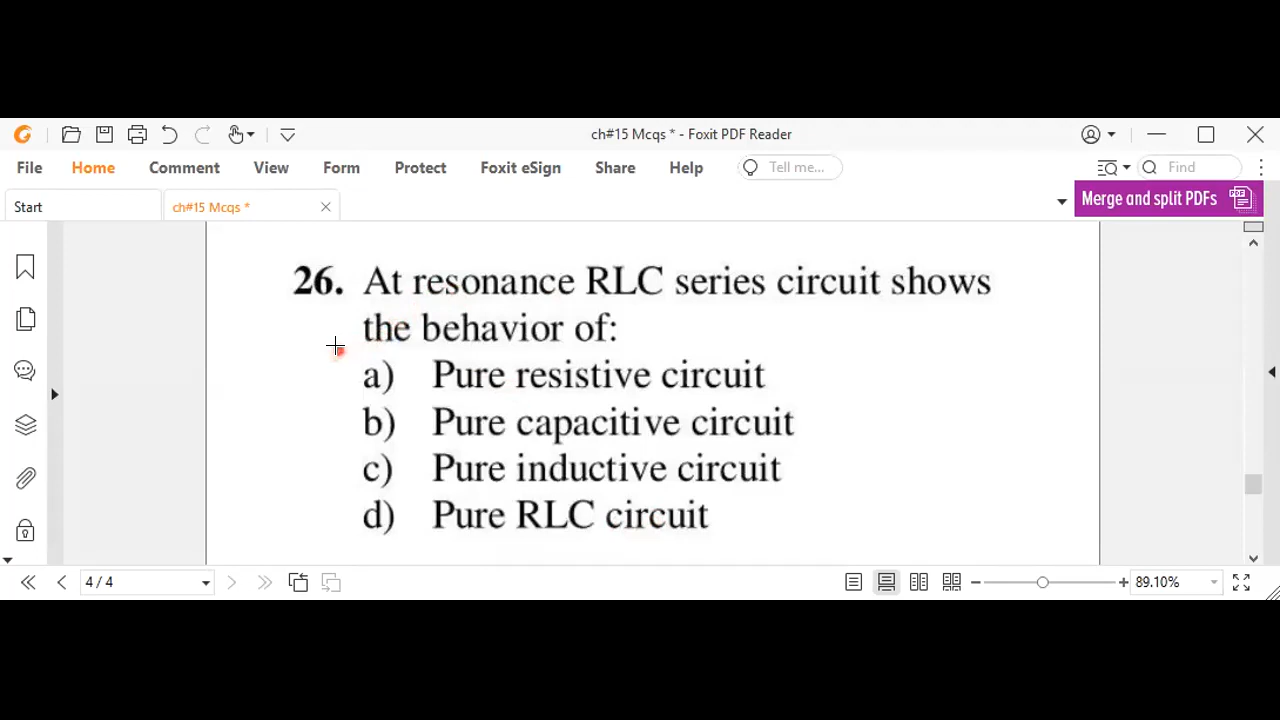 ch#15 Mcqs * - Foxit PDF Reader
File Home Comment View Form Protect Foxit eSign Share Help Tell me... Find
Start ch#15 Mcqs * Merge and split PDFs
26. At resonance RLC series circuit shows
the behavior of:
a) Pure resistive circuit
b) Pure capacitive circuit
c) Pure inductive circuit
d) Pure RLC circuit
4 / 4 89.10%